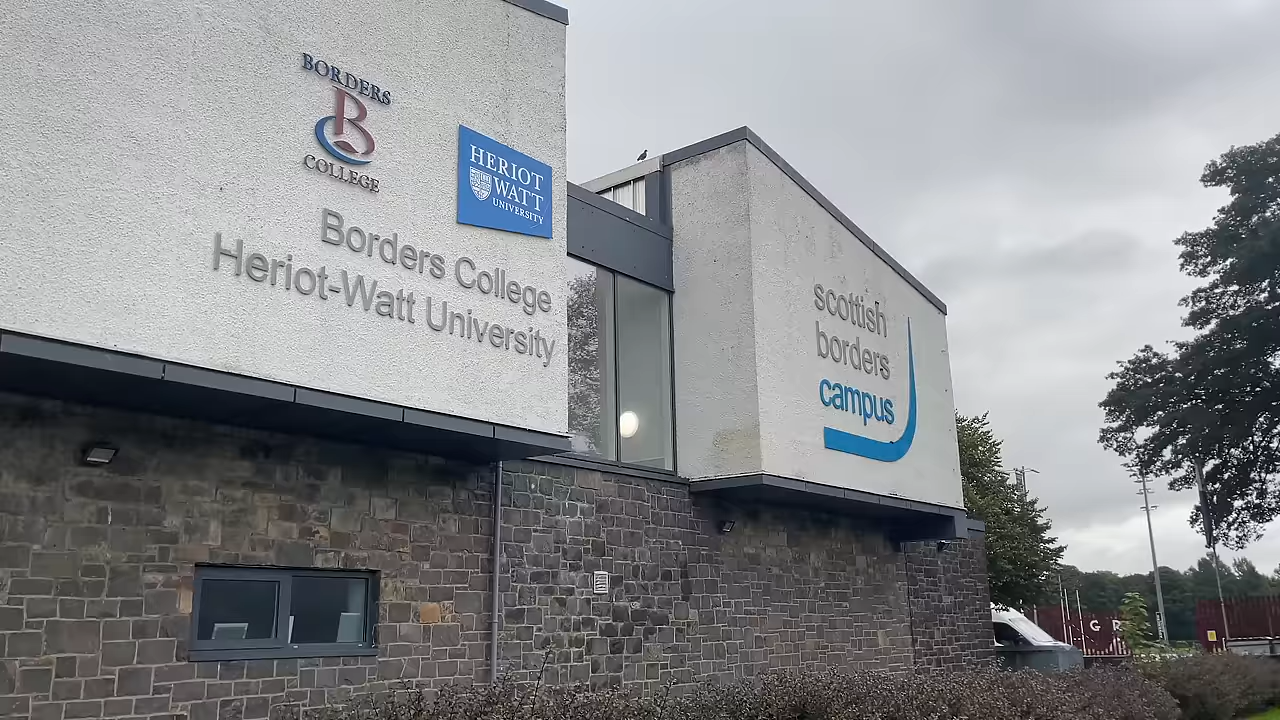 BORDERS
B
COLLEGE
HERIOT
WATT
UNIVERSITY
Borders College
Heriot-Watt University
scottish
borders
campus
G R